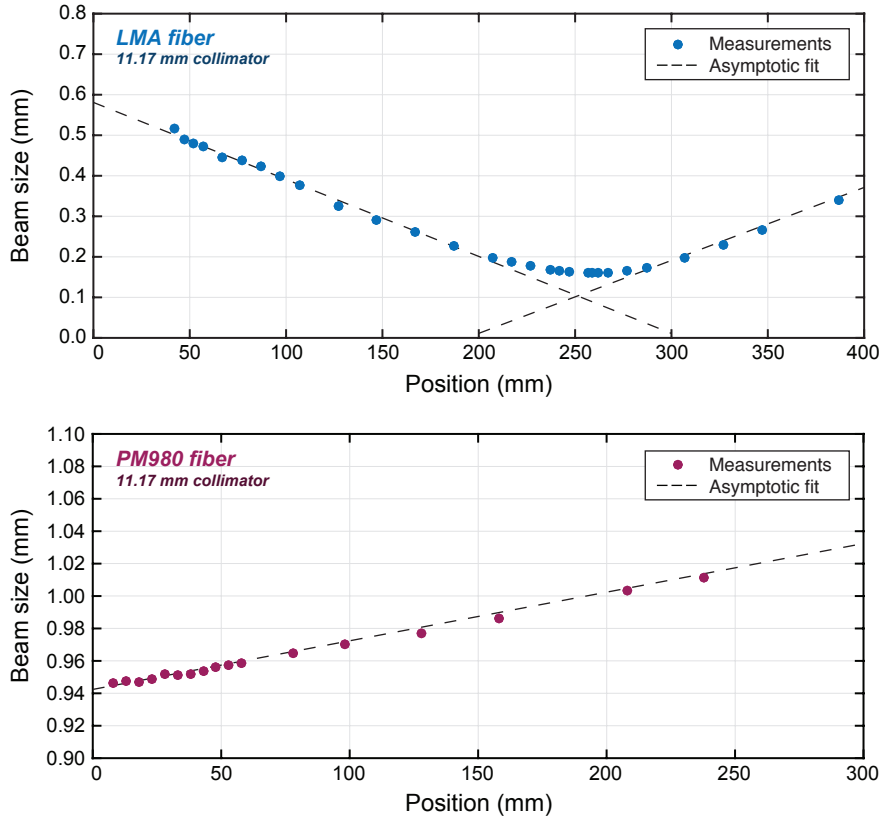 LMA fiber
11.17 mm collimator
Measurements
Asymptotic fit
Beam size (mm)
0.8
0.7
0.6
0.5
0.4
0.3
0.2
0.1
0.0
0 50 100 150 200 250 300 350 400
Position (mm)
PM980 fiber
11.17 mm collimator
Measurements
Asymptotic fit
Beam size (mm)
1.10
1.08
1.06
1.04
1.02
1.00
0.98
0.96
0.94
0.92
0.90
0 50 100 150 200 250 300
Position (mm)